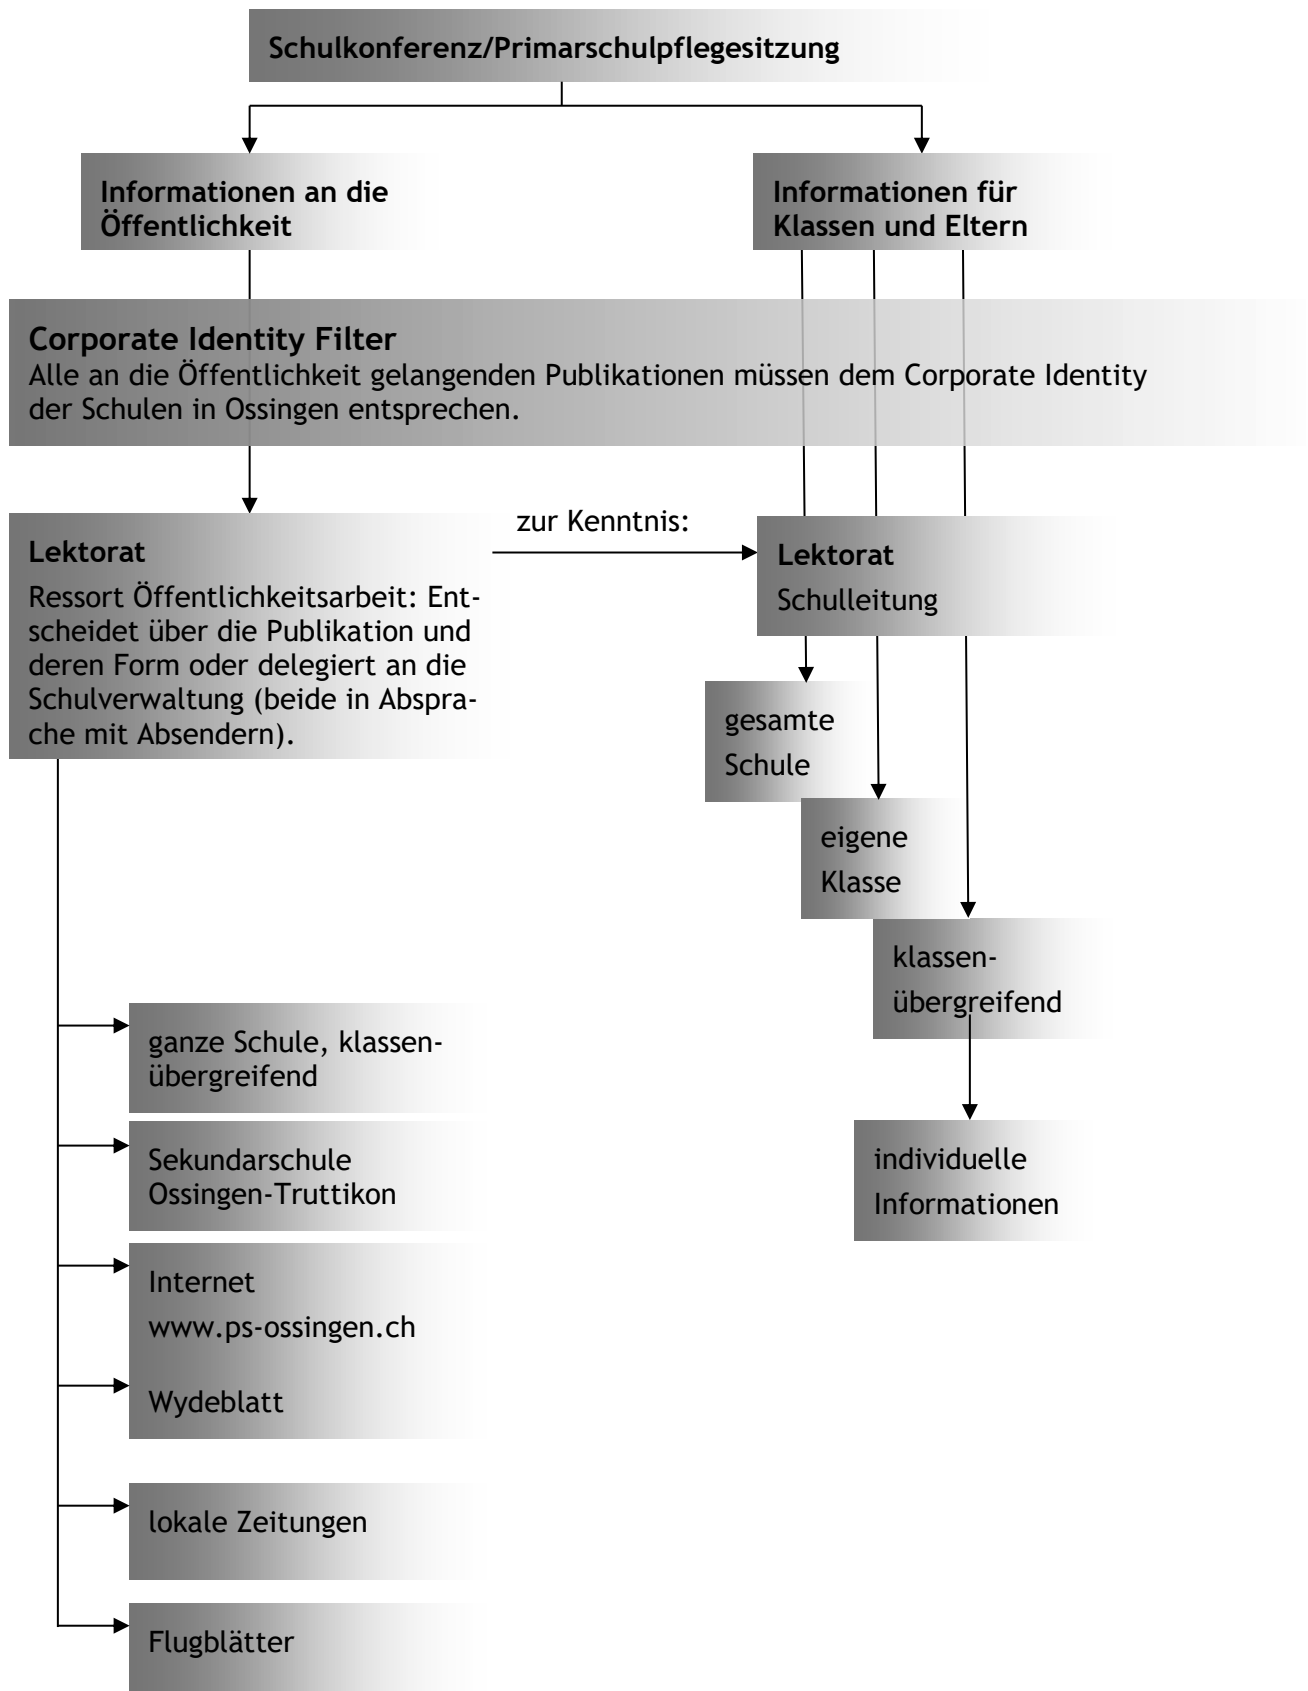 Schulkonferenz/Primarschulpflegesitzung
Informationen an die
Öffentlichkeit
Informationen für
Klassen und Eltern
Corporate Identity Filter
Alle an die Öffentlichkeit gelangenden Publikationen müssen dem Corporate Identity
der Schulen in Ossingen entsprechen.
zur Kenntnis:
Lektorat
Ressort Öffentlichkeitsarbeit: Ent-
scheidet über die Publikation und
deren Form oder delegiert an die
Schulverwaltung (beide in Abspra-
che mit Absendern).
Lektorat
Schulleitung
gesamte
Schule
eigene
Klasse
klassen-
übergreifend
individuelle
Informationen
ganze Schule, klassen-
übergreifend
Sekundarschule
Ossingen-Truttikon
Internet
www.ps-ossingen.ch
Wydeblatt
lokale Zeitungen
Flugblätter